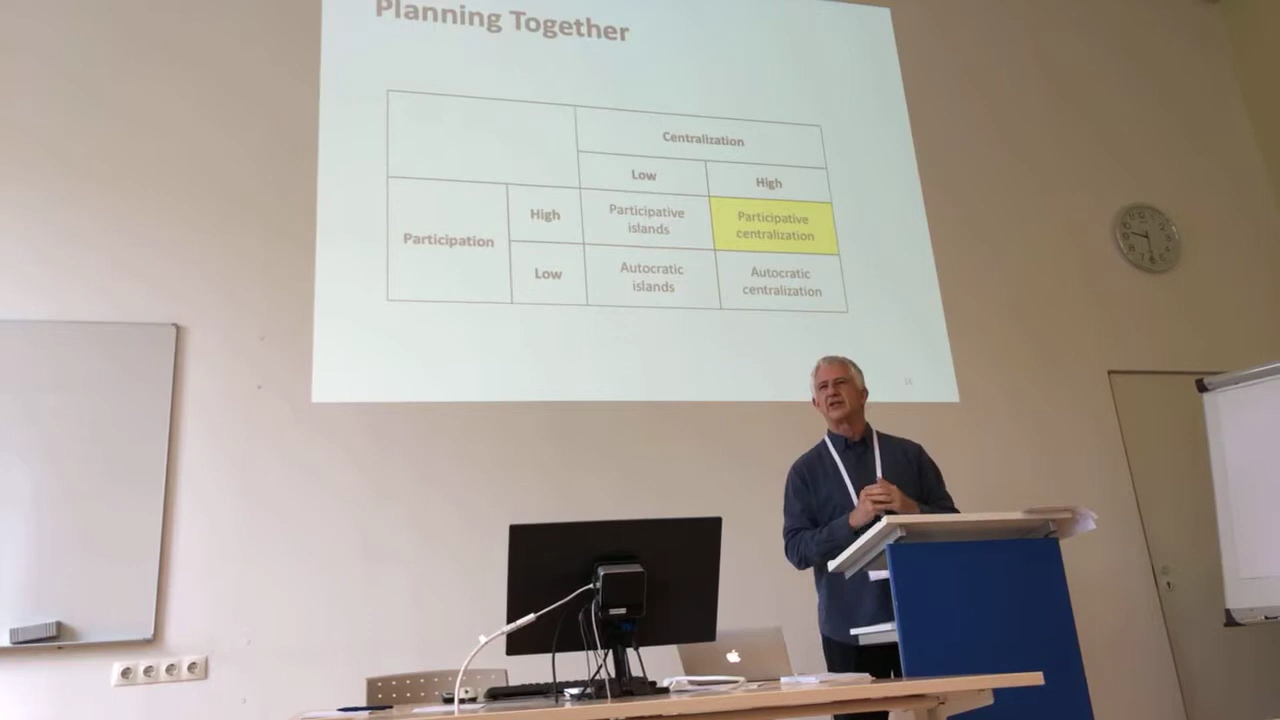 Planning Together
Centralization
Low
High
Participation
High
Participative
islands
Participative
centralization
Low
Autocratic
islands
Autocratic
centralization